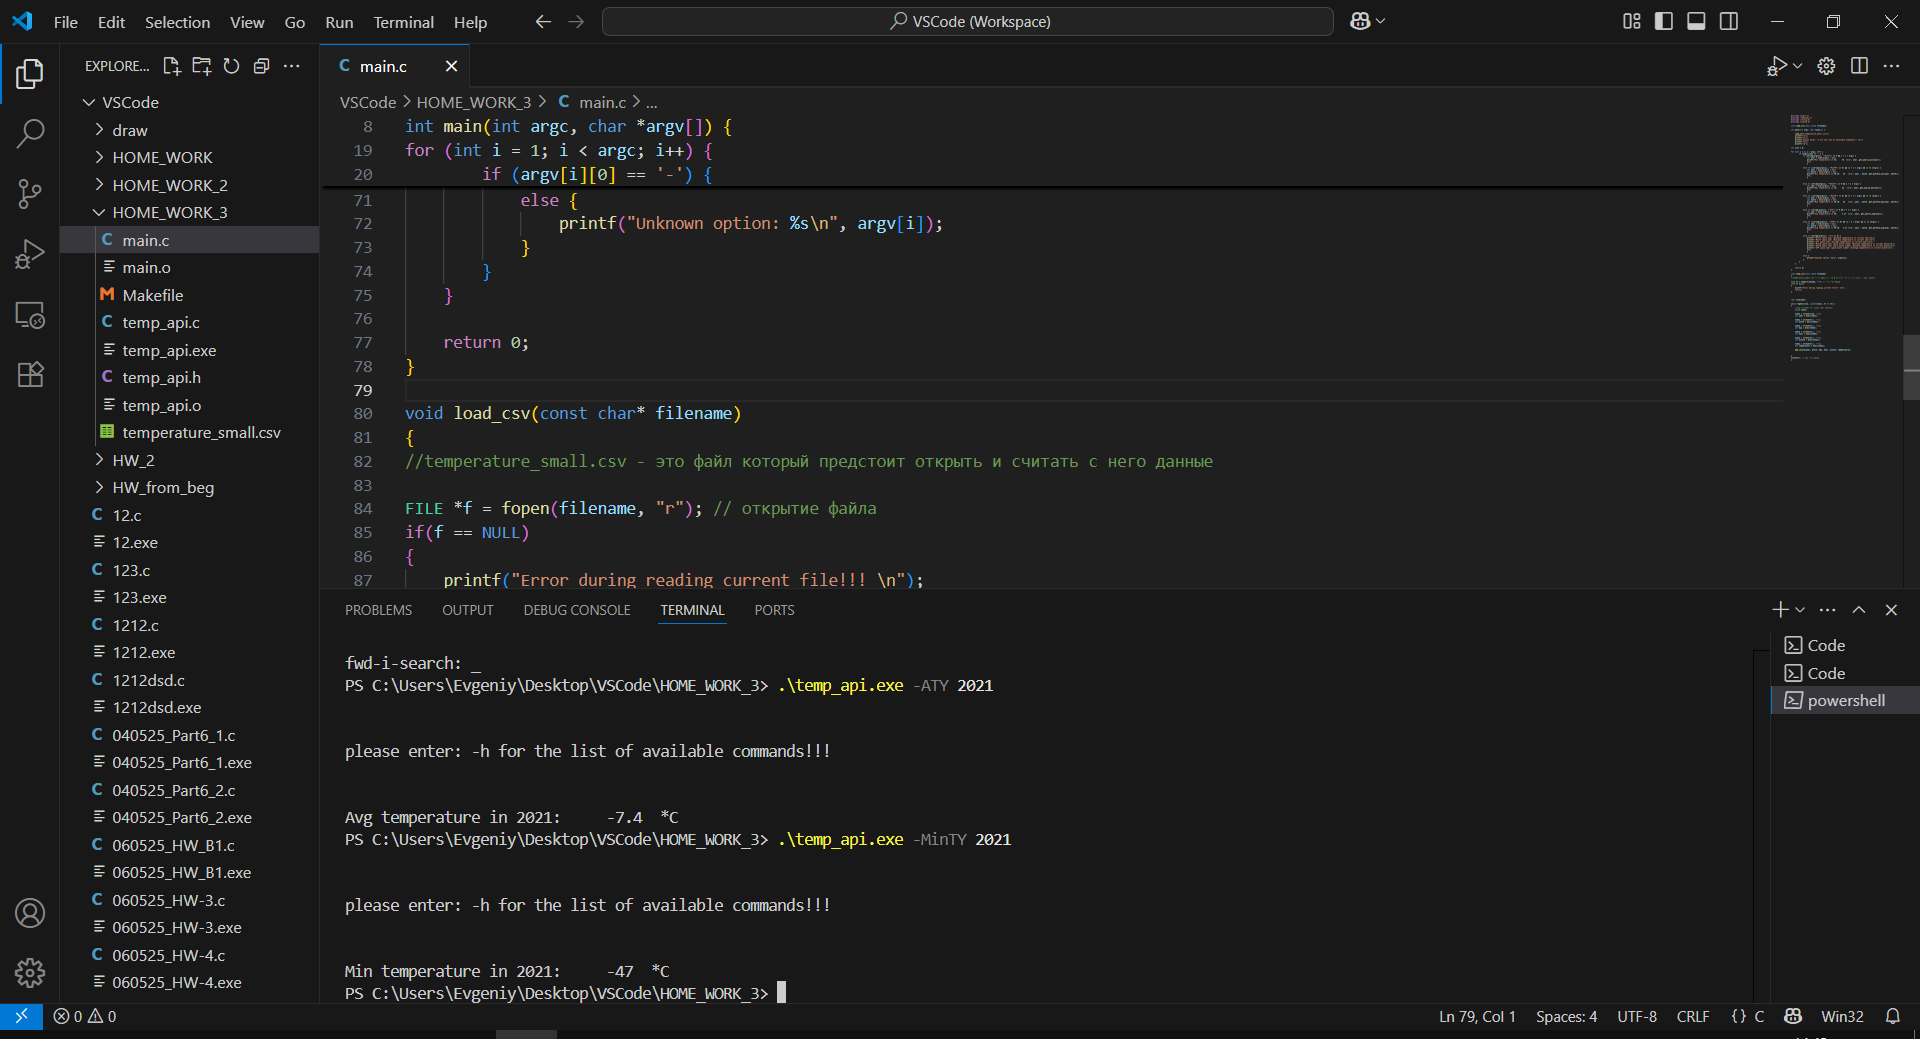 File Edit Selection View Go Run Terminal Help
VSCode (Workspace)
EXPLORE...
VSCode
draw
HOME_WORK
HOME_WORK_2
HOME_WORK_3
C main.c
main.o
M Makefile
C temp_api.c
temp_api.exe
C temp_api.h
temp_api.o
temperature_small.csv
HW_2
HW_from_beg
C 12.c
12.exe
C 123.c
123.exe
C 1212.c
1212.exe
C 1212dsd.c
1212dsd.exe
C 040525_Part6_1.c
040525_Part6_1.exe
C 040525_Part6_2.c
040525_Part6_2.exe
C 060525_HW_B1.c
060525_HW_B1.exe
C 060525_HW-3.c
060525_HW-3.exe
C 060525_HW-4.c
060525_HW-4.exe
C main.c
VSCode > HOME_WORK_3 > C main.c > ...
8 int main(int argc, char *argv[]) {
19 for (int i = 1; i < argc; i++) {
20 if (argv[i][0] == '-') {
71 else {
72 printf("Unknown option: %s\n", argv[i]);
73 }
74 }
75 }
76
77 return 0;
78 }
79
80 void load_csv(const char* filename)
81 {
82 //temperature_small.csv - это файл который предстоит открыть и считать с него данные
83
84 FILE *f = fopen(filename, "r"); // открытие файла
85 if(f == NULL)
86 {
87 printf("Error during reading current file!!! \n");
PROBLEMS OUTPUT DEBUG CONSOLE TERMINAL PORTS
fwd-i-search: _
PS C:\Users\Evgeniy\Desktop\VSCode\HOME_WORK_3> .\temp_api.exe -ATY 2021
please enter: -h for the list of available commands!!!
Avg temperature in 2021: -7.4 *C
PS C:\Users\Evgeniy\Desktop\VSCode\HOME_WORK_3> .\temp_api.exe -MinTY 2021
please enter: -h for the list of available commands!!!
Min temperature in 2021: -47 *C
PS C:\Users\Evgeniy\Desktop\VSCode\HOME_WORK_3>
Code
Code
powershell
0 0
Ln 79, Col 1 Spaces: 4 UTF-8 CRLF {} C Win32